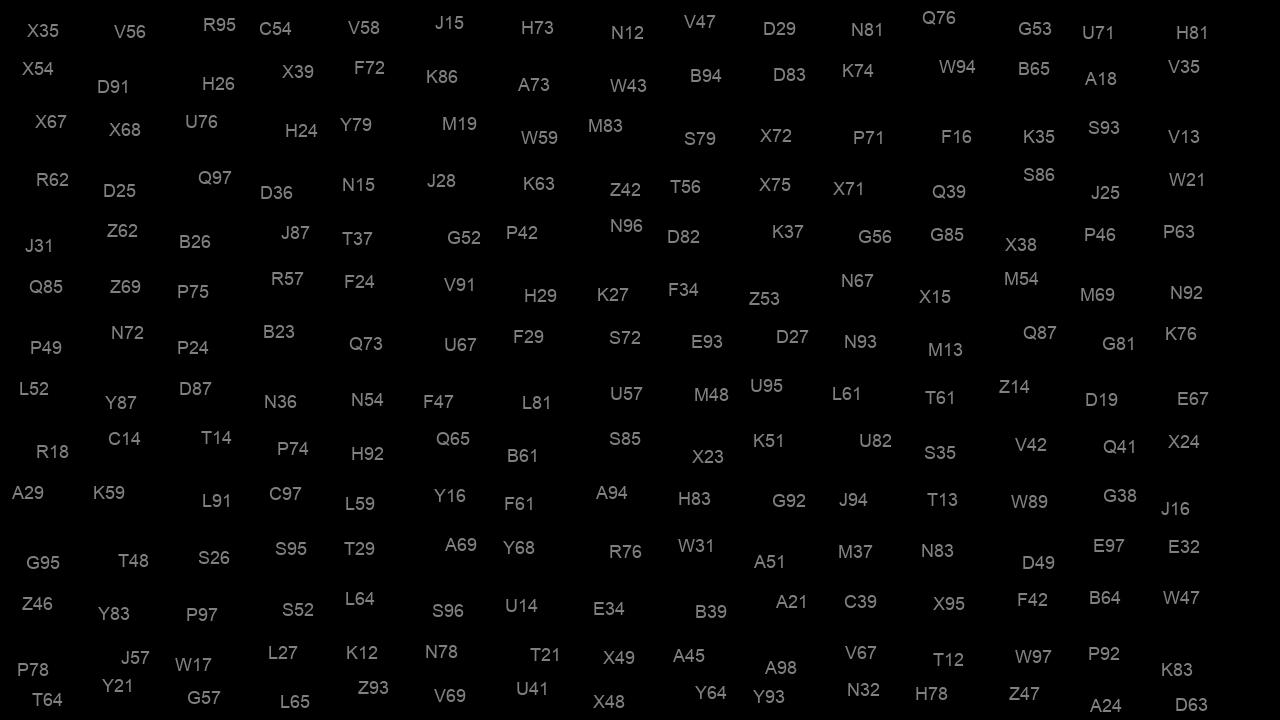 X35 V56 R95 C54 V58 J15 H73 N12 V47 D29 N81 Q76 G53 U71 H81
X54 D91 H26 X39 F72 K86 A73 W43 B94 D83 K74 W94 B65 A18 V35
X67 X68 U76 H24 Y79 M19 W59 M83 S79 X72 P71 F16 K35 S93 V13
R62 D25 Q97 D36 N15 J28 K63 Z42 T56 X75 X71 Q39 S86 J25 W21
J31 Z62 B26 J87 T37 G52 P42 N96 D82 K37 G56 G85 X38 P46 P63
Q85 Z69 P75 R57 F24 V91 H29 K27 F34 Z53 N67 X15 M54 M69 N92
P49 N72 P24 B23 Q73 U67 F29 S72 E93 D27 N93 M13 Q87 G81 K76
L52 Y87 D87 N36 N54 F47 L81 U57 M48 U95 L61 T61 Z14 D19 E67
R18 C14 T14 P74 H92 Q65 B61 S85 X23 K51 U82 S35 V42 Q41 X24
A29 K59 L91 C97 L59 Y16 F61 A94 H83 G92 J94 T13 W89 G38 J16
G95 T48 S26 S95 T29 A69 Y68 R76 W31 A51 M37 N83 D49 E97 E32
Z46 Y83 P97 S52 L64 S96 U14 E34 B39 A21 C39 X95 F42 B64 W47
P78 J57 W17 L27 K12 N78 T21 X49 A45 A98 V67 T12 W97 P92 K83
T64 Y21 G57 L65 Z93 V69 U41 X48 Y64 Y93 N32 H78 Z47 A24 D63